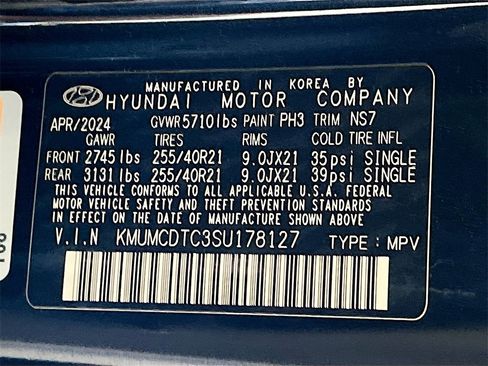 MANUFACTURED IN KOREA BY
HYUNDAI MOTOR COMPANY
APR/2024 GVWR 5710lbs PAINT PH3 TRIM NS7
GAWR TIRES RIMS COLD TIRE INFL
FRONT 2745lbs 255/40R21 9.0JX21 35psi SINGLE
REAR 3131lbs 255/40R21 9.0JX21 39psi SINGLE
THIS VEHICLE CONFORMS TO ALL APPLICABLE U.S.A. FEDERAL
MOTOR VEHICLE SAFETY AND THEFT PREVENTION STANDARDS IN
EFFECT ON THE DATE OF MANUFACTURE SHOWN ABOVE.
V.I.N KMUMCDTC3SU178127 TYPE : MPV